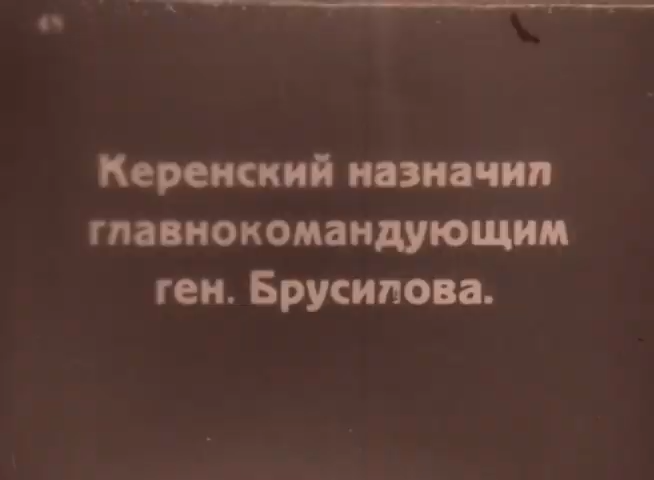 Керенский назначил
главнокомандующим
ген. Брусилова.